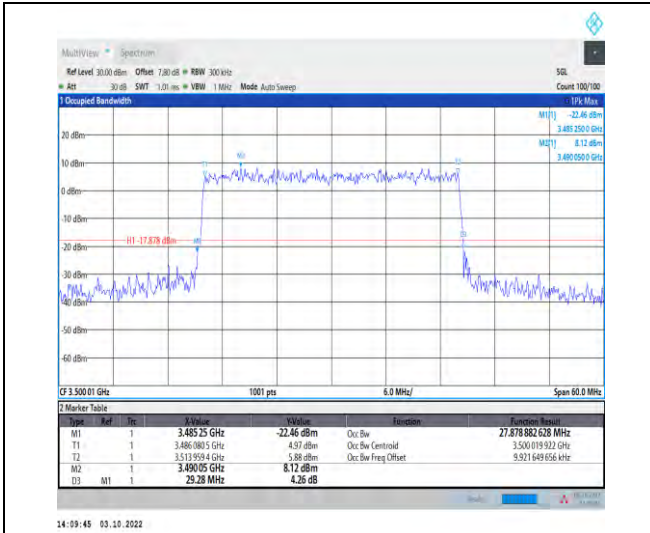 MultiView Spectrum
Ref Level 30.00 dBm Offset 7.80 dB RBW 300 kHz SGL
Att 30 dB SWT 1.01 ms VBW 1 MHz Mode Auto Sweep Count 100/100
1 Occupied Bandwidth 1Pk Max
M1[1] -22.46 dBm
3.485 2500 GHz
M2[1] 8.12 dBm
3.490 0500 GHz
20 dBm
M2
T1 T2
10 dBm
0 dBm
-10 dBm
D3
H1 -17.878 dBm M1
-20 dBm
-30 dBm
-40 dBm
-50 dBm
-60 dBm
CF 3.500 01 GHz 1001 pts 6.0 MHz/ Span 60.0 MHz
2 Marker Table
Type Ref Trc X-Value Y-Value Function Function Result
M1 1 3.485 25 GHz -22.46 dBm Occ Bw 27.878 882 628 MHz
T1 1 3.486 080 5 GHz 4.97 dBm Occ Bw Centroid 3.500 019 922 GHz
T2 1 3.513 959 4 GHz 5.88 dBm Occ Bw Freq Offset 9.921 649 656 kHz
M2 1 3.490 05 GHz 8.12 dBm
D3 M1 1 29.28 MHz 4.26 dB
14:09:45 03.10.2022